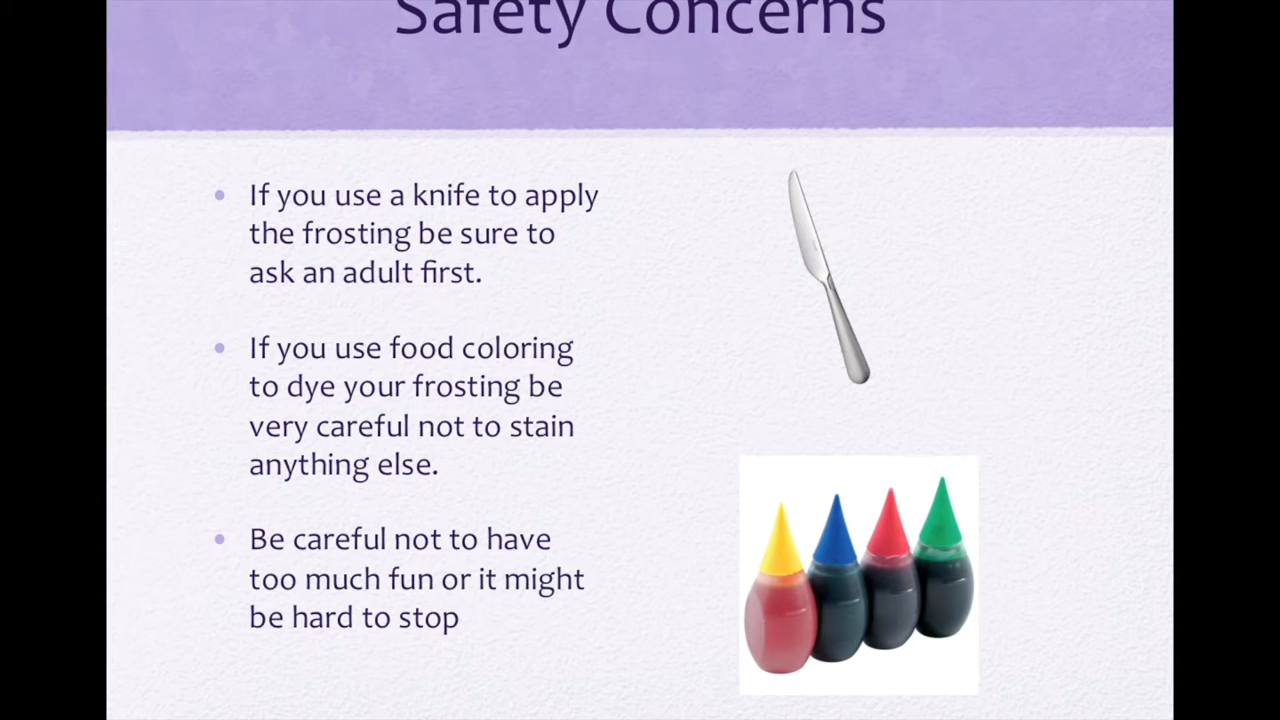 Safety Concerns
If you use a knife to apply
the frosting be sure to
ask an adult first.
If you use food coloring
to dye your frosting be
very careful not to stain
anything else.
Be careful not to have
too much fun or it might
be hard to stop